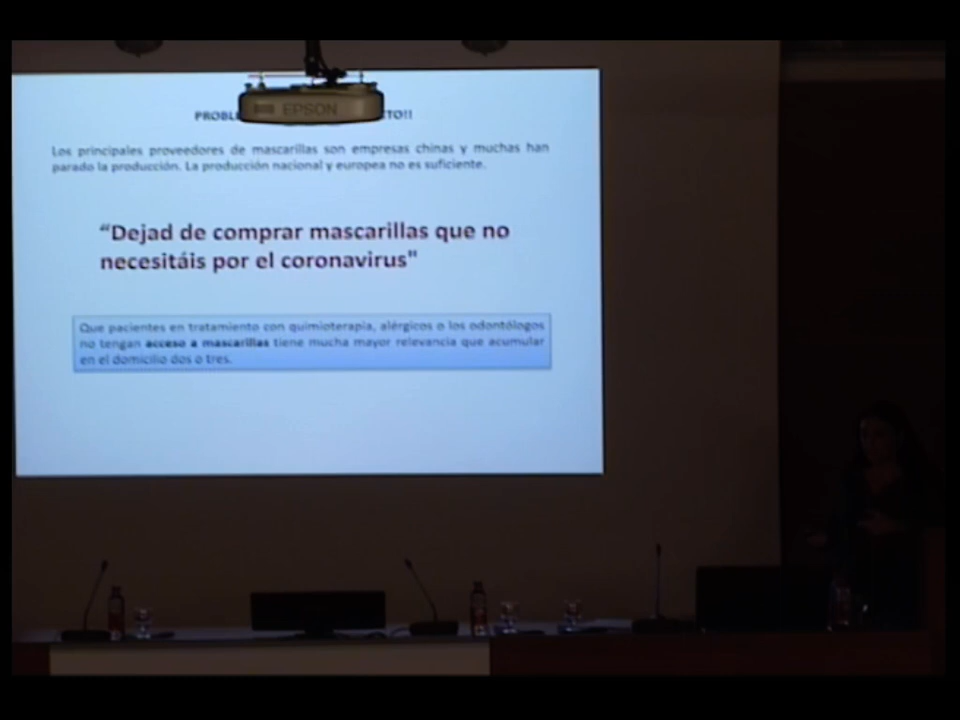 EPSON
Los principales proveedores de mascarillas son empresas chinas y muchas han
parado la producción. La producción nacional y europea no es suficiente.
“Dejad de comprar mascarillas que no
necesitáis por el coronavirus"
Que pacientes en tratamiento con quimioterapia, alérgicos o los odontólogos
no tengan acceso a mascarillas tiene mucha mayor relevancia que acumular
en el domicilio dos o tres.